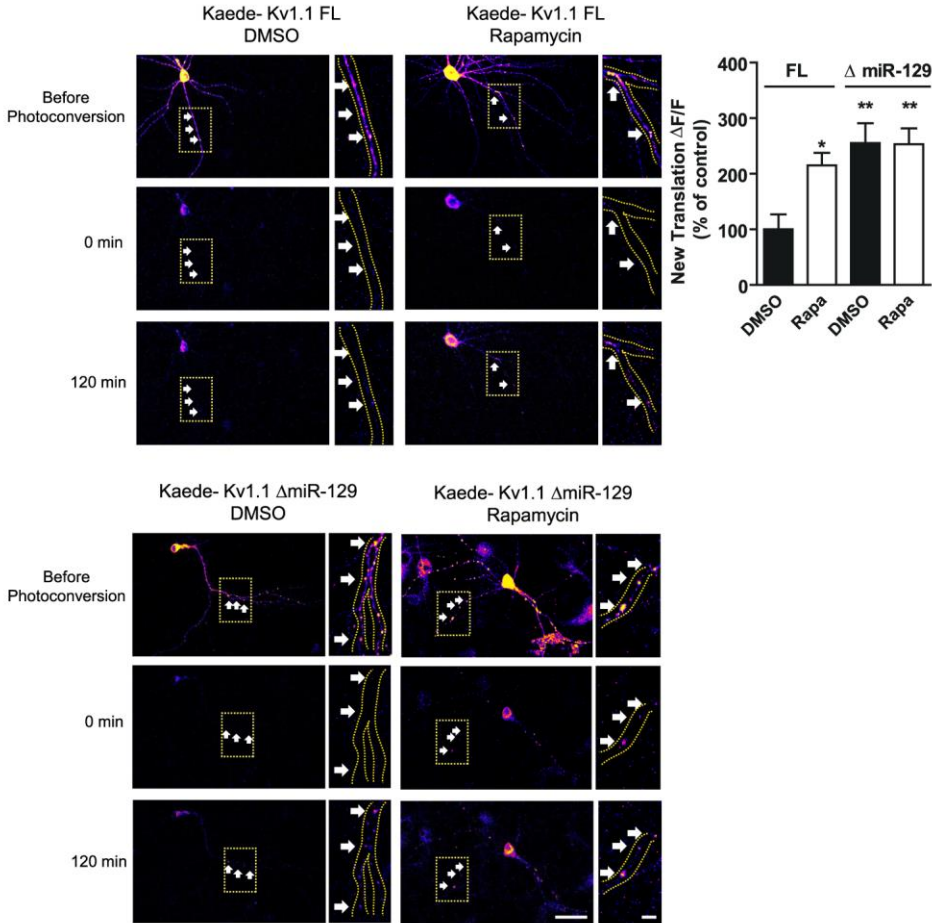 Kaede- Kv1.1 FL
DMSO
Kaede- Kv1.1 FL
Rapamycin
Before
Photoconversion
0 min
120 min
New Translation ΔF/F
(% of control)
400
300
200
100
0
FL
Δ miR-129
*
**
**
DMSO
Rapa
DMSO
Rapa
Kaede- Kv1.1 ΔmiR-129
DMSO
Kaede- Kv1.1 ΔmiR-129
Rapamycin
Before
Photoconversion
0 min
120 min